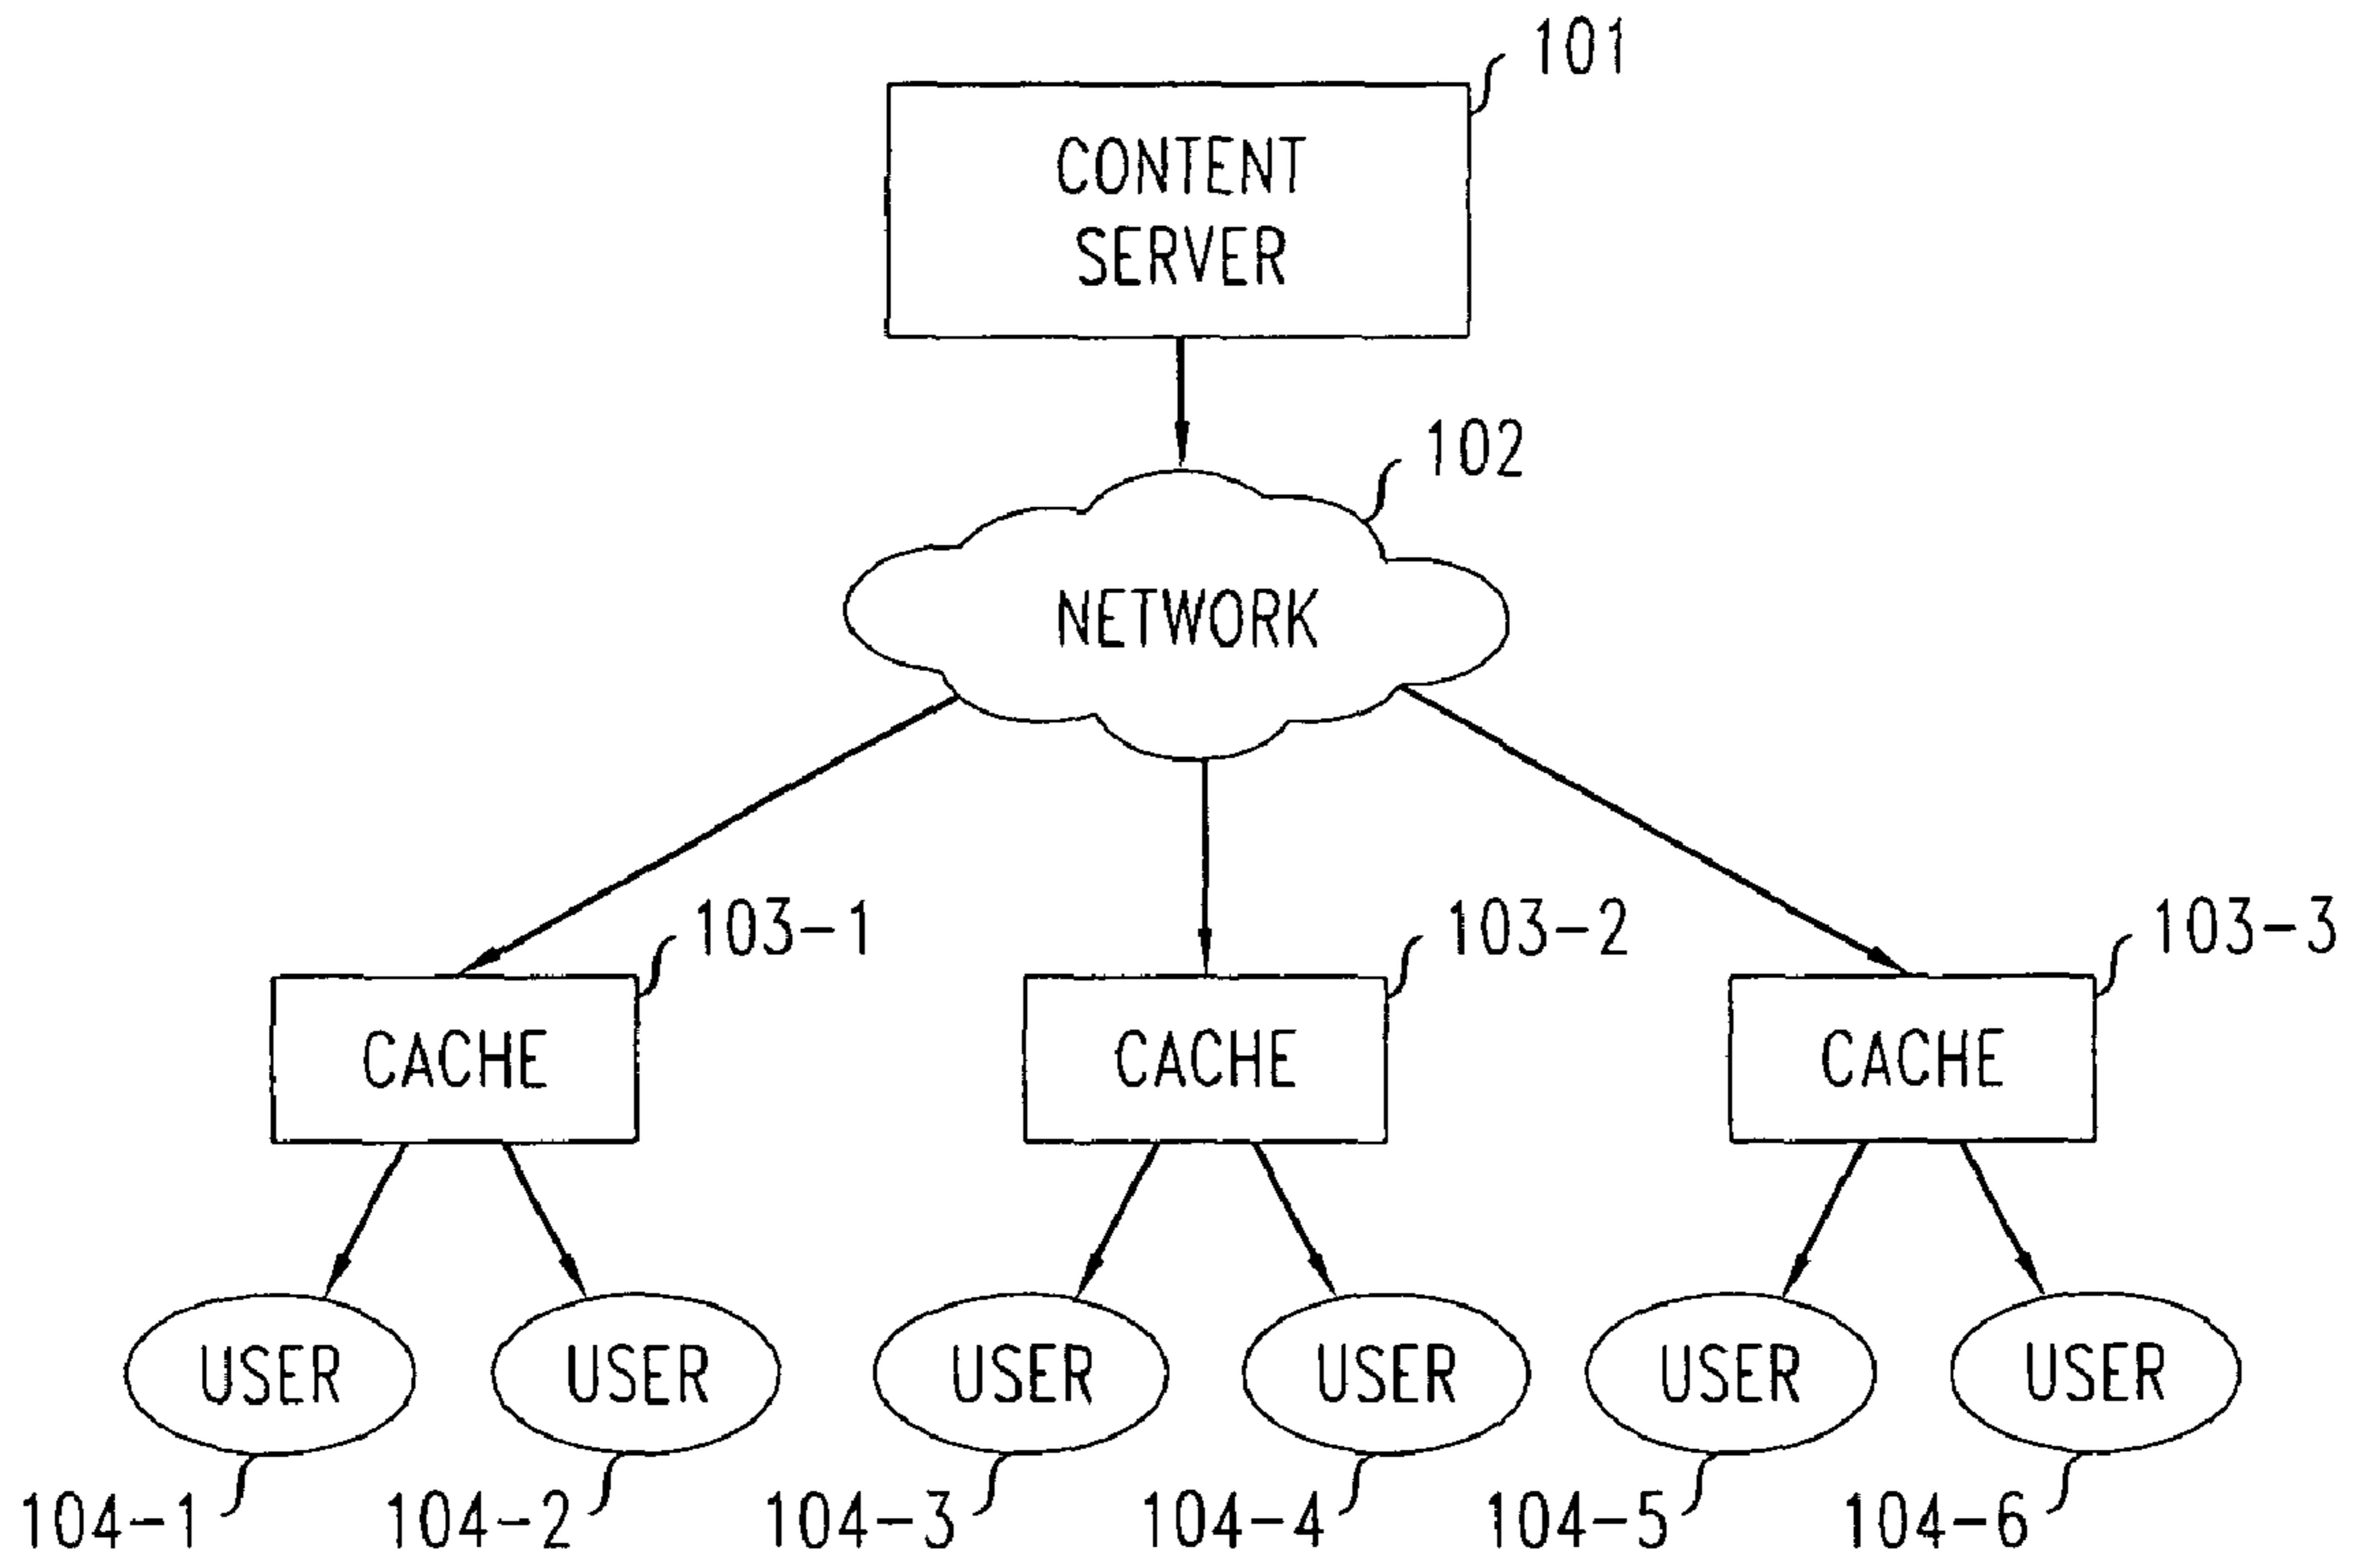 101
CONTENT
SERVER
102
NETWORK
103-1
103-2
103-3
CACHE
CACHE
CACHE
USER
USER
USER
USER
USER
USER
104-1
104-2
104-3
104-4
104-5
104-6